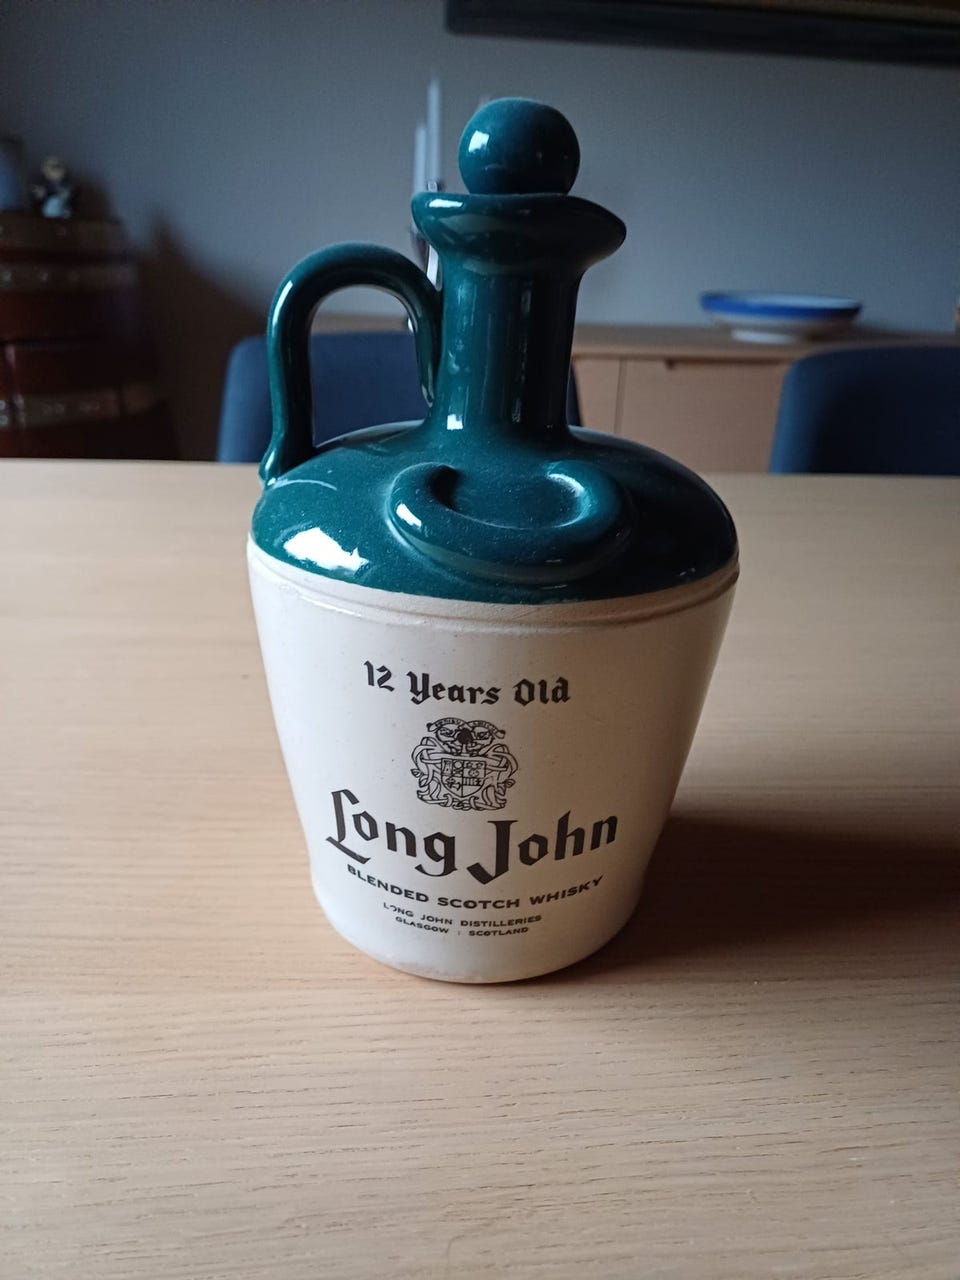 12 Years Old
Long John
BLENDED SCOTCH WHISKY
LONG JOHN DISTILLERIES
GLASGOW : SCOTLAND